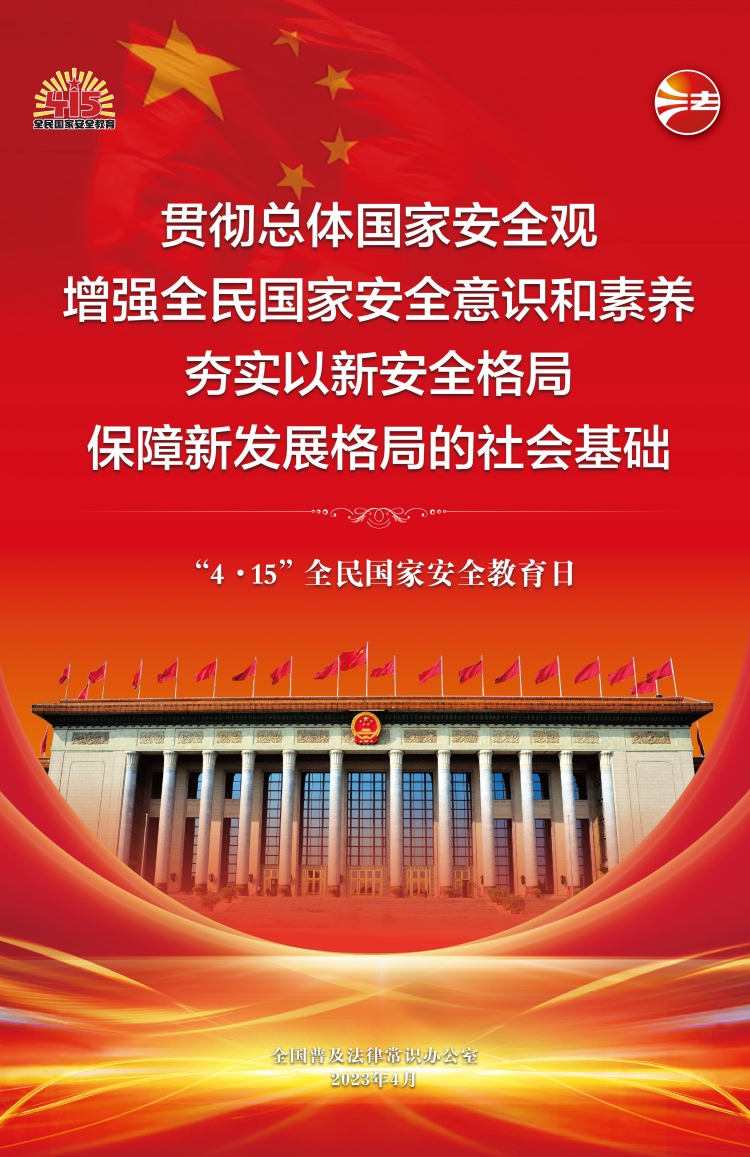 415
全民国家安全教育
法
贯彻总体国家安全观
增强全民国家安全意识和素养
夯实以新安全格局
保障新发展格局的社会基础
“4·15”全民国家安全教育日
全国普及法律常识办公室
2023年4月